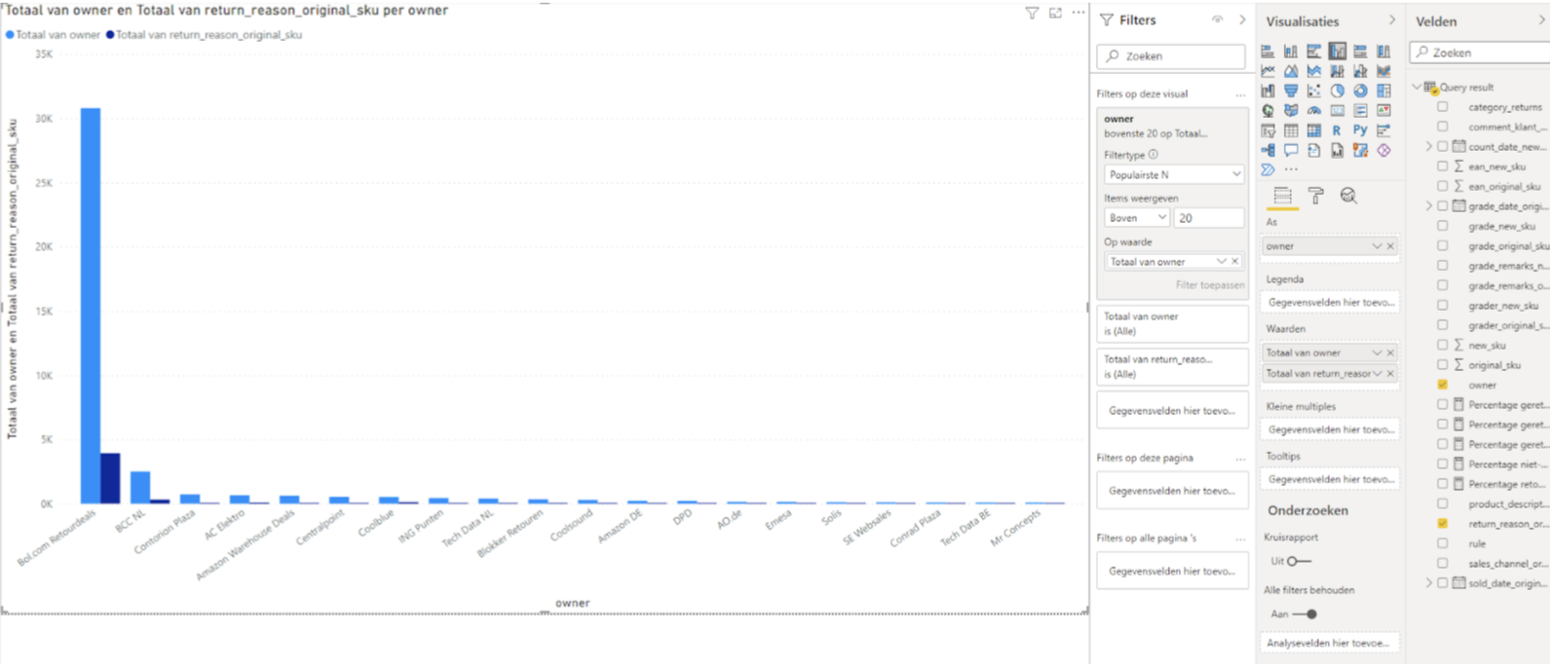 Totaal van owner en Totaal van return_reason_original_sku per owner
Totaal van owner Totaal van return_reason_original_sku
Totaal van owner en Totaal van return_reason_original_sku
35K
30K
25K
20K
15K
10K
5K
0K
Bol.com Retourdeals
BCC NL
Contorion Plaza
AC Elektro
Amazon Warehouse Deals
Centralpoint
Coolblue
ING Punten
Tech Data NL
Blokker Retouren
Coolsound
Amazon DE
DPD
AO.de
Emesa
Solis
SE Websales
Conrad Plaza
Tech Data BE
Mr Concepts
owner
Filters
Zoeken
Filters op deze visual
owner
bovenste 20 op Totaal...
Filtertype
Populairste N
Items weergeven
Boven 20
Op waarde
Totaal van owner
Filter toepassen
Totaal van owner
is (Alle)
Totaal van return_reaso...
is (Alle)
Gegevensvelden hier toevo...
Filters op deze pagina
Gegevensvelden hier toevo...
Filters op alle pagina 's
Gegevensvelden hier toevo...
Visualisaties
R Py
As
owner
Legenda
Gegevensvelden hier toevo...
Waarden
Totaal van owner
Totaal van return_reasor
Kleine multiples
Gegevensvelden hier toevo...
Tooltips
Gegevensvelden hier toevo...
Onderzoeken
Kruisrapport
Uit
Alle filters behouden
Aan
Analysevelden hier toevoe...
Velden
Zoeken
Query result
category_returns
comment_klant_...
count_date_new...
ean_new_sku
ean_original_sku
grade_date_origi...
grade_new_sku
grade_original_sku
grade_remarks_n...
grade_remarks_o...
grader_new_sku
grader_original_s...
new_sku
original_sku
owner
Percentage geret...
Percentage geret...
Percentage geret...
Percentage niet-...
Percentage reto...
product_descript...
return_reason_or...
rule
sales_channel_or...
sold_date_origin...